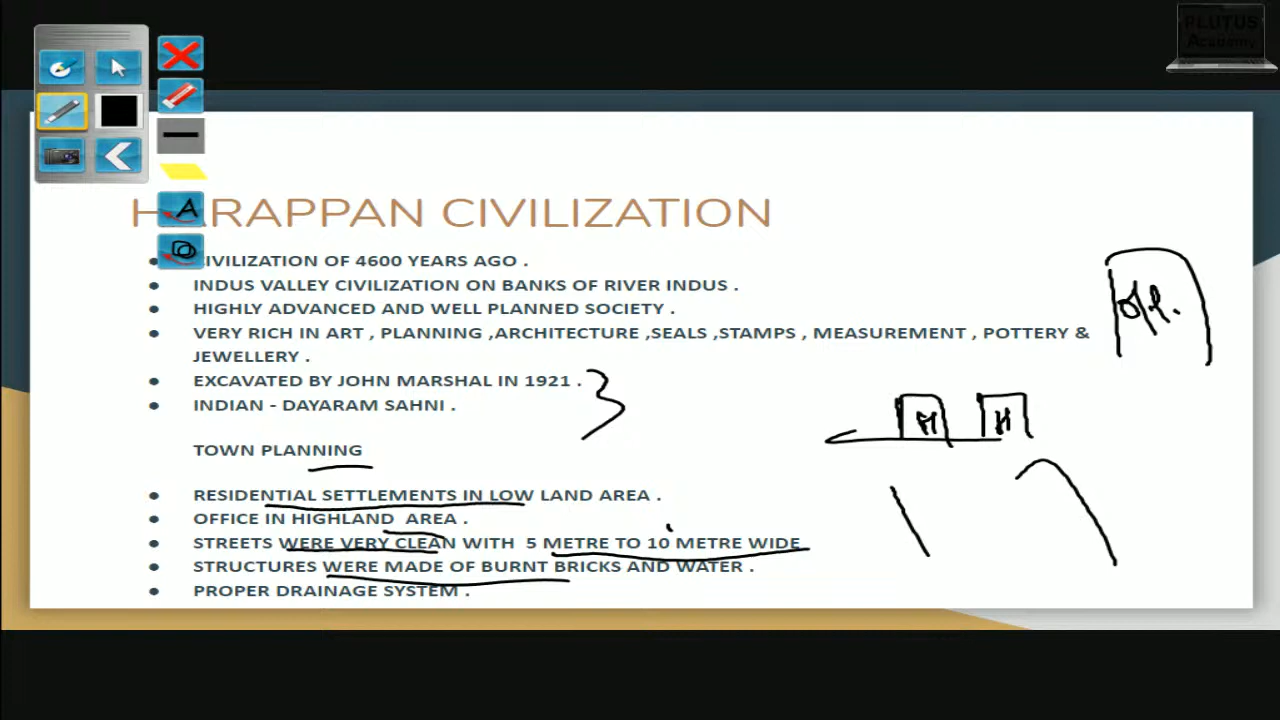 PLUTUS
Academy
HARAPPAN CIVILIZATION
CIVILIZATION OF 4600 YEARS AGO .
INDUS VALLEY CIVILIZATION ON BANKS OF RIVER INDUS .
HIGHLY ADVANCED AND WELL PLANNED SOCIETY .
VERY RICH IN ART , PLANNING ,ARCHITECTURE ,SEALS ,STAMPS , MEASUREMENT , POTTERY &
JEWELLERY .
EXCAVATED BY JOHN MARSHAL IN 1921 .
INDIAN - DAYARAM SAHNI .
TOWN PLANNING
RESIDENTIAL SETTLEMENTS IN LOW LAND AREA .
OFFICE IN HIGHLAND AREA .
STREETS WERE VERY CLEAN WITH 5 METRE TO 10 METRE WIDE
STRUCTURES WERE MADE OF BURNT BRICKS AND WATER .
PROPER DRAINAGE SYSTEM .
H H